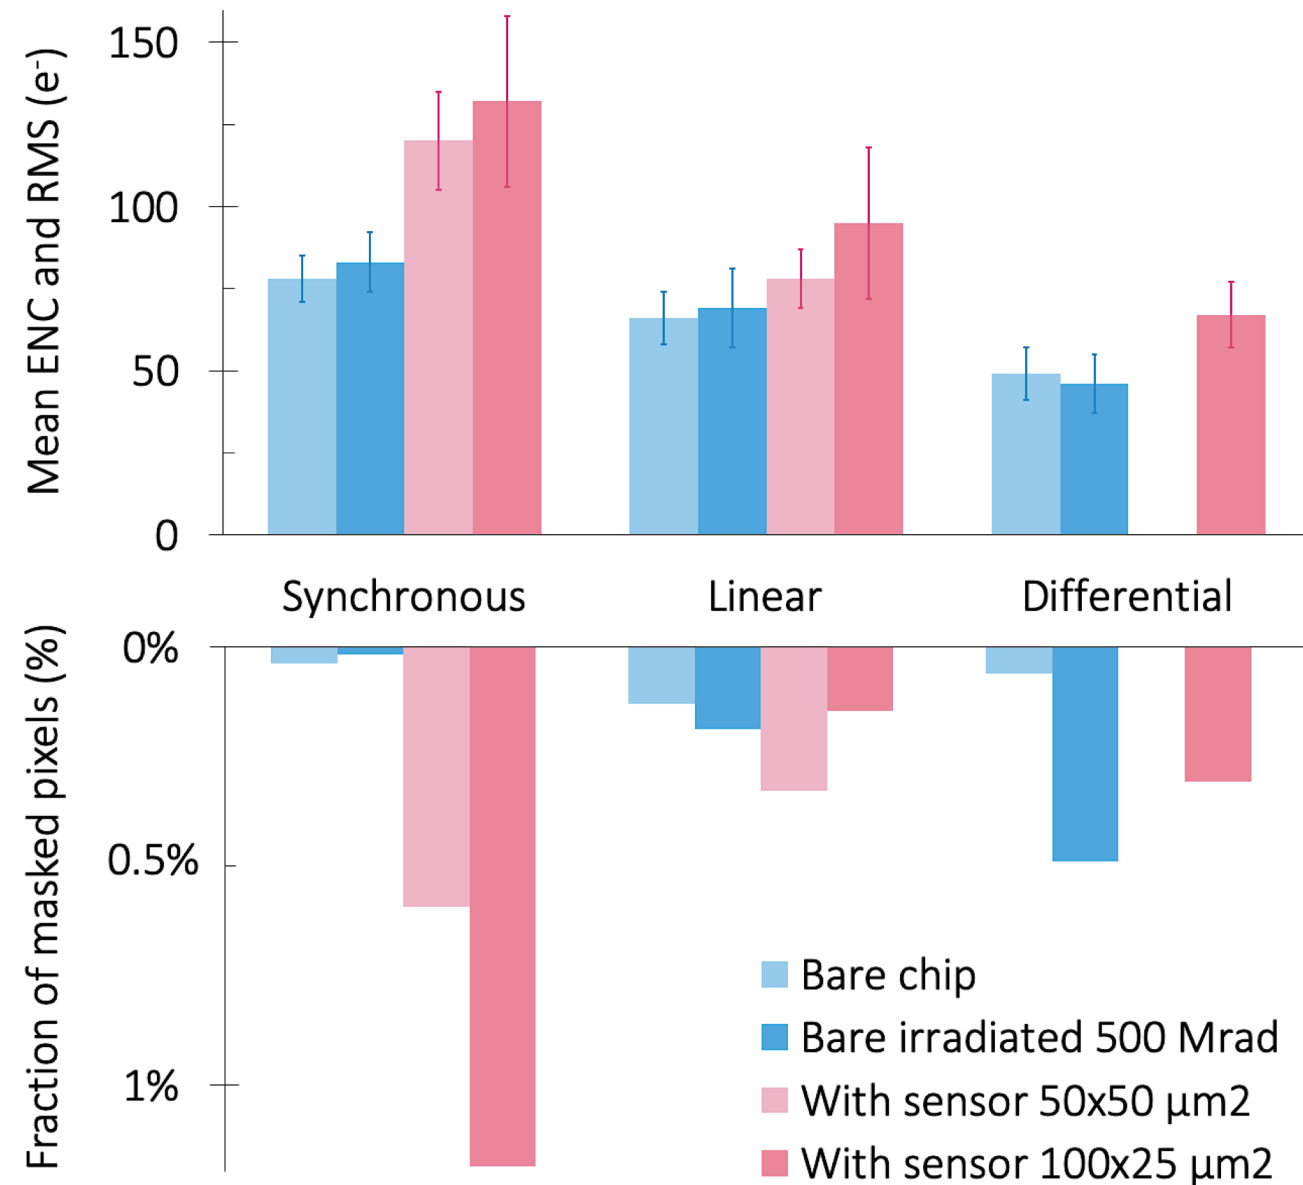 Mean ENC and RMS (e⁻)
150
100
50
0
Synchronous Linear Differential
Fraction of masked pixels (%)
0%
0.5%
1%
Bare chip
Bare irradiated 500 Mrad
With sensor 50x50 µm2
With sensor 100x25 µm2